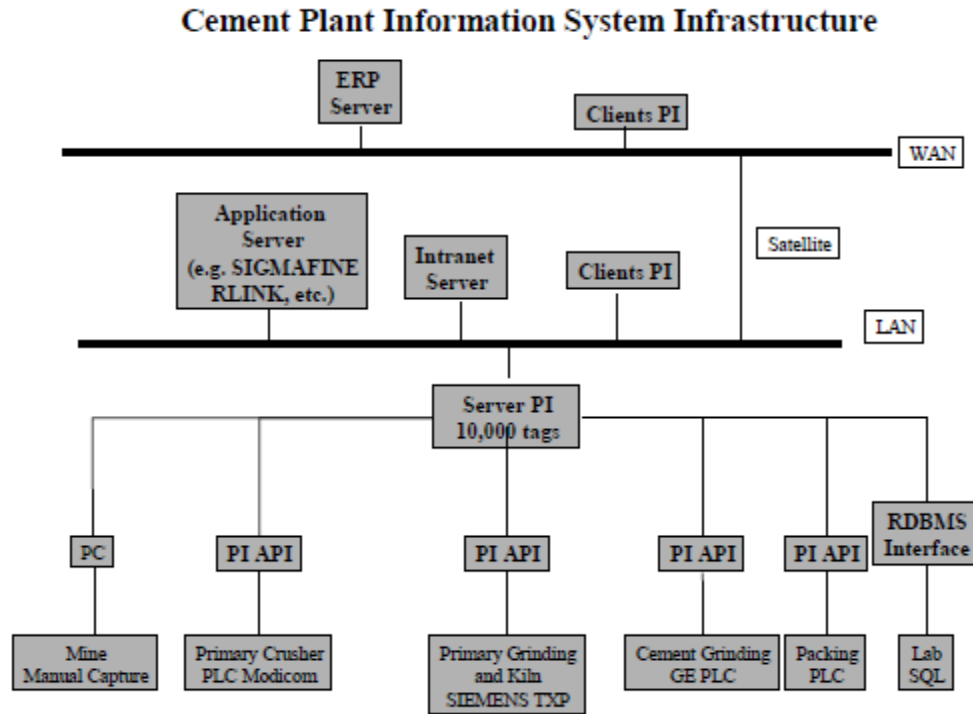 Cement Plant Information System Infrastructure
ERP
Server
Clients PI
WAN
Application
Server
(e.g. SIGMAFINE
RLINK, etc.)
Intranet
Server
Clients PI
Satellite
LAN
Server PI
10,000 tags
PC
PI API
PI API
PI API
PI API
RDBMS
Interface
Mine
Manual Capture
Primary Crusher
PLC Modicom
Primary Grinding
and Kiln
SIEMENS TXP
Cement Grinding
GE PLC
Packing
PLC
Lab
SQL